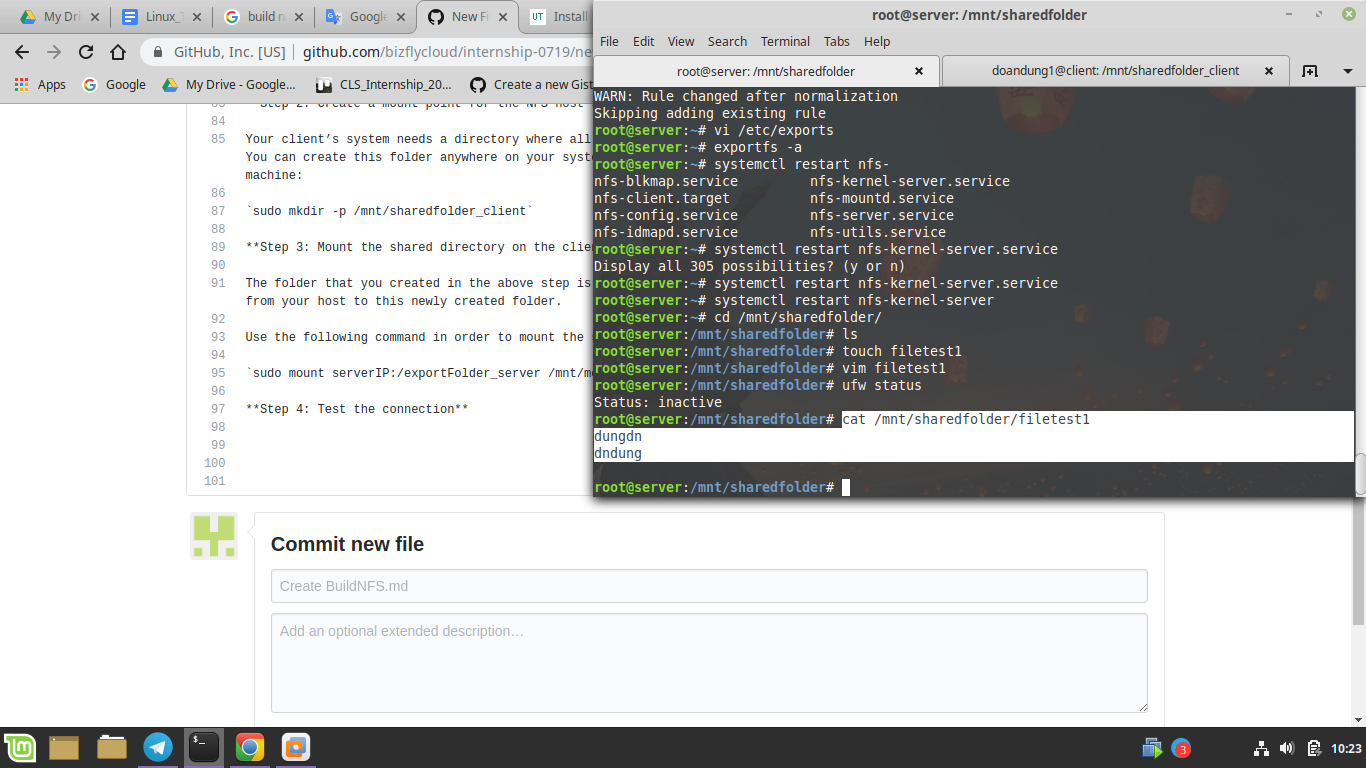 My Dri
Linux_T
build n
Google
New Fi
Install
GitHub, Inc. [US]
github.com/bizflycloud/internship-0719/ne
Apps
Google
My Drive - Google...
CLS_Internship_20...
Create a new Gist
84
85 Your client’s system needs a directory where all
You can create this folder anywhere on your syst
machine:
86
87 `sudo mkdir -p /mnt/sharedfolder_client`
88
89 **Step 3: Mount the shared directory on the clien
90
91 The folder that you created in the above step is
from your host to this newly created folder.
92
93 Use the following command in order to mount the
94
95 `sudo mount serverIP:/exportFolder_server /mnt/m
96
97 **Step 4: Test the connection**
98
99
100
101
Commit new file
Create BuildNFS.md
Add an optional extended description…
root@server: /mnt/sharedfolder
File Edit View Search Terminal Tabs Help
root@server: /mnt/sharedfolder
doandung1@client: /mnt/sharedfolder_client
WARN: Rule changed after normalization
Skipping adding existing rule
root@server:~# vi /etc/exports
root@server:~# exportfs -a
root@server:~# systemctl restart nfs-
nfs-blkmap.service nfs-kernel-server.service
nfs-client.target nfs-mountd.service
nfs-config.service nfs-server.service
nfs-idmapd.service nfs-utils.service
root@server:~# systemctl restart nfs-kernel-server.service
Display all 305 possibilities? (y or n)
root@server:~# systemctl restart nfs-kernel-server.service
root@server:~# systemctl restart nfs-kernel-server
root@server:~# cd /mnt/sharedfolder/
root@server:/mnt/sharedfolder# ls
root@server:/mnt/sharedfolder# touch filetest1
root@server:/mnt/sharedfolder# vim filetest1
root@server:/mnt/sharedfolder# ufw status
Status: inactive
root@server:/mnt/sharedfolder# cat /mnt/sharedfolder/filetest1
dungdn
dndung
root@server:/mnt/sharedfolder#
3
10:23